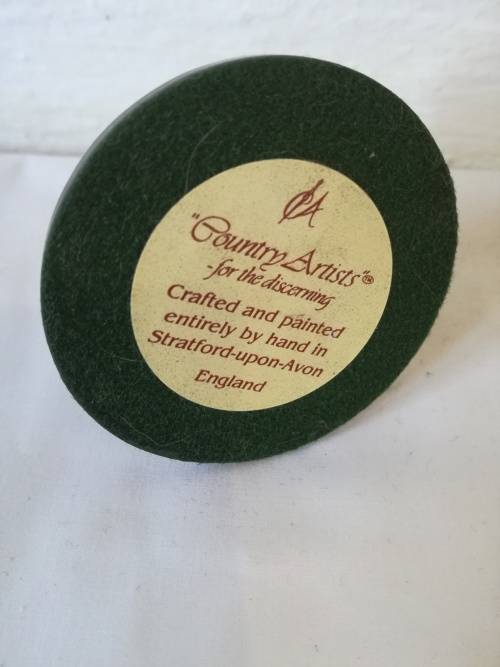 CA
"Country Artists"®
-for the discerning
Crafted and painted
entirely by hand in
Stratford-upon-Avon
England